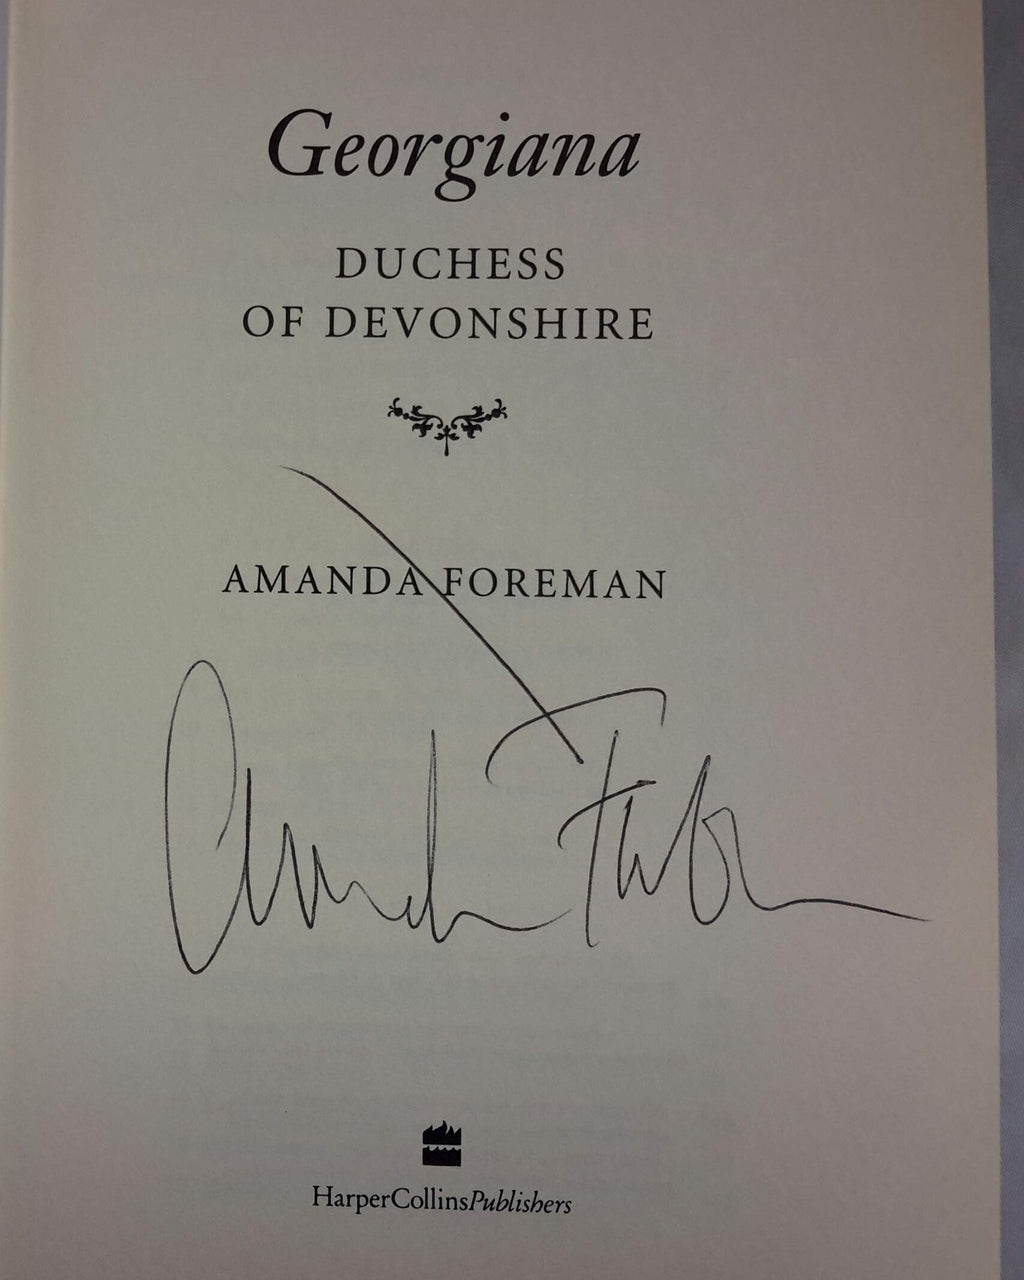 Georgiana
DUCHESS
OF DEVONSHIRE
AMANDA FOREMAN
HarperCollinsPublishers